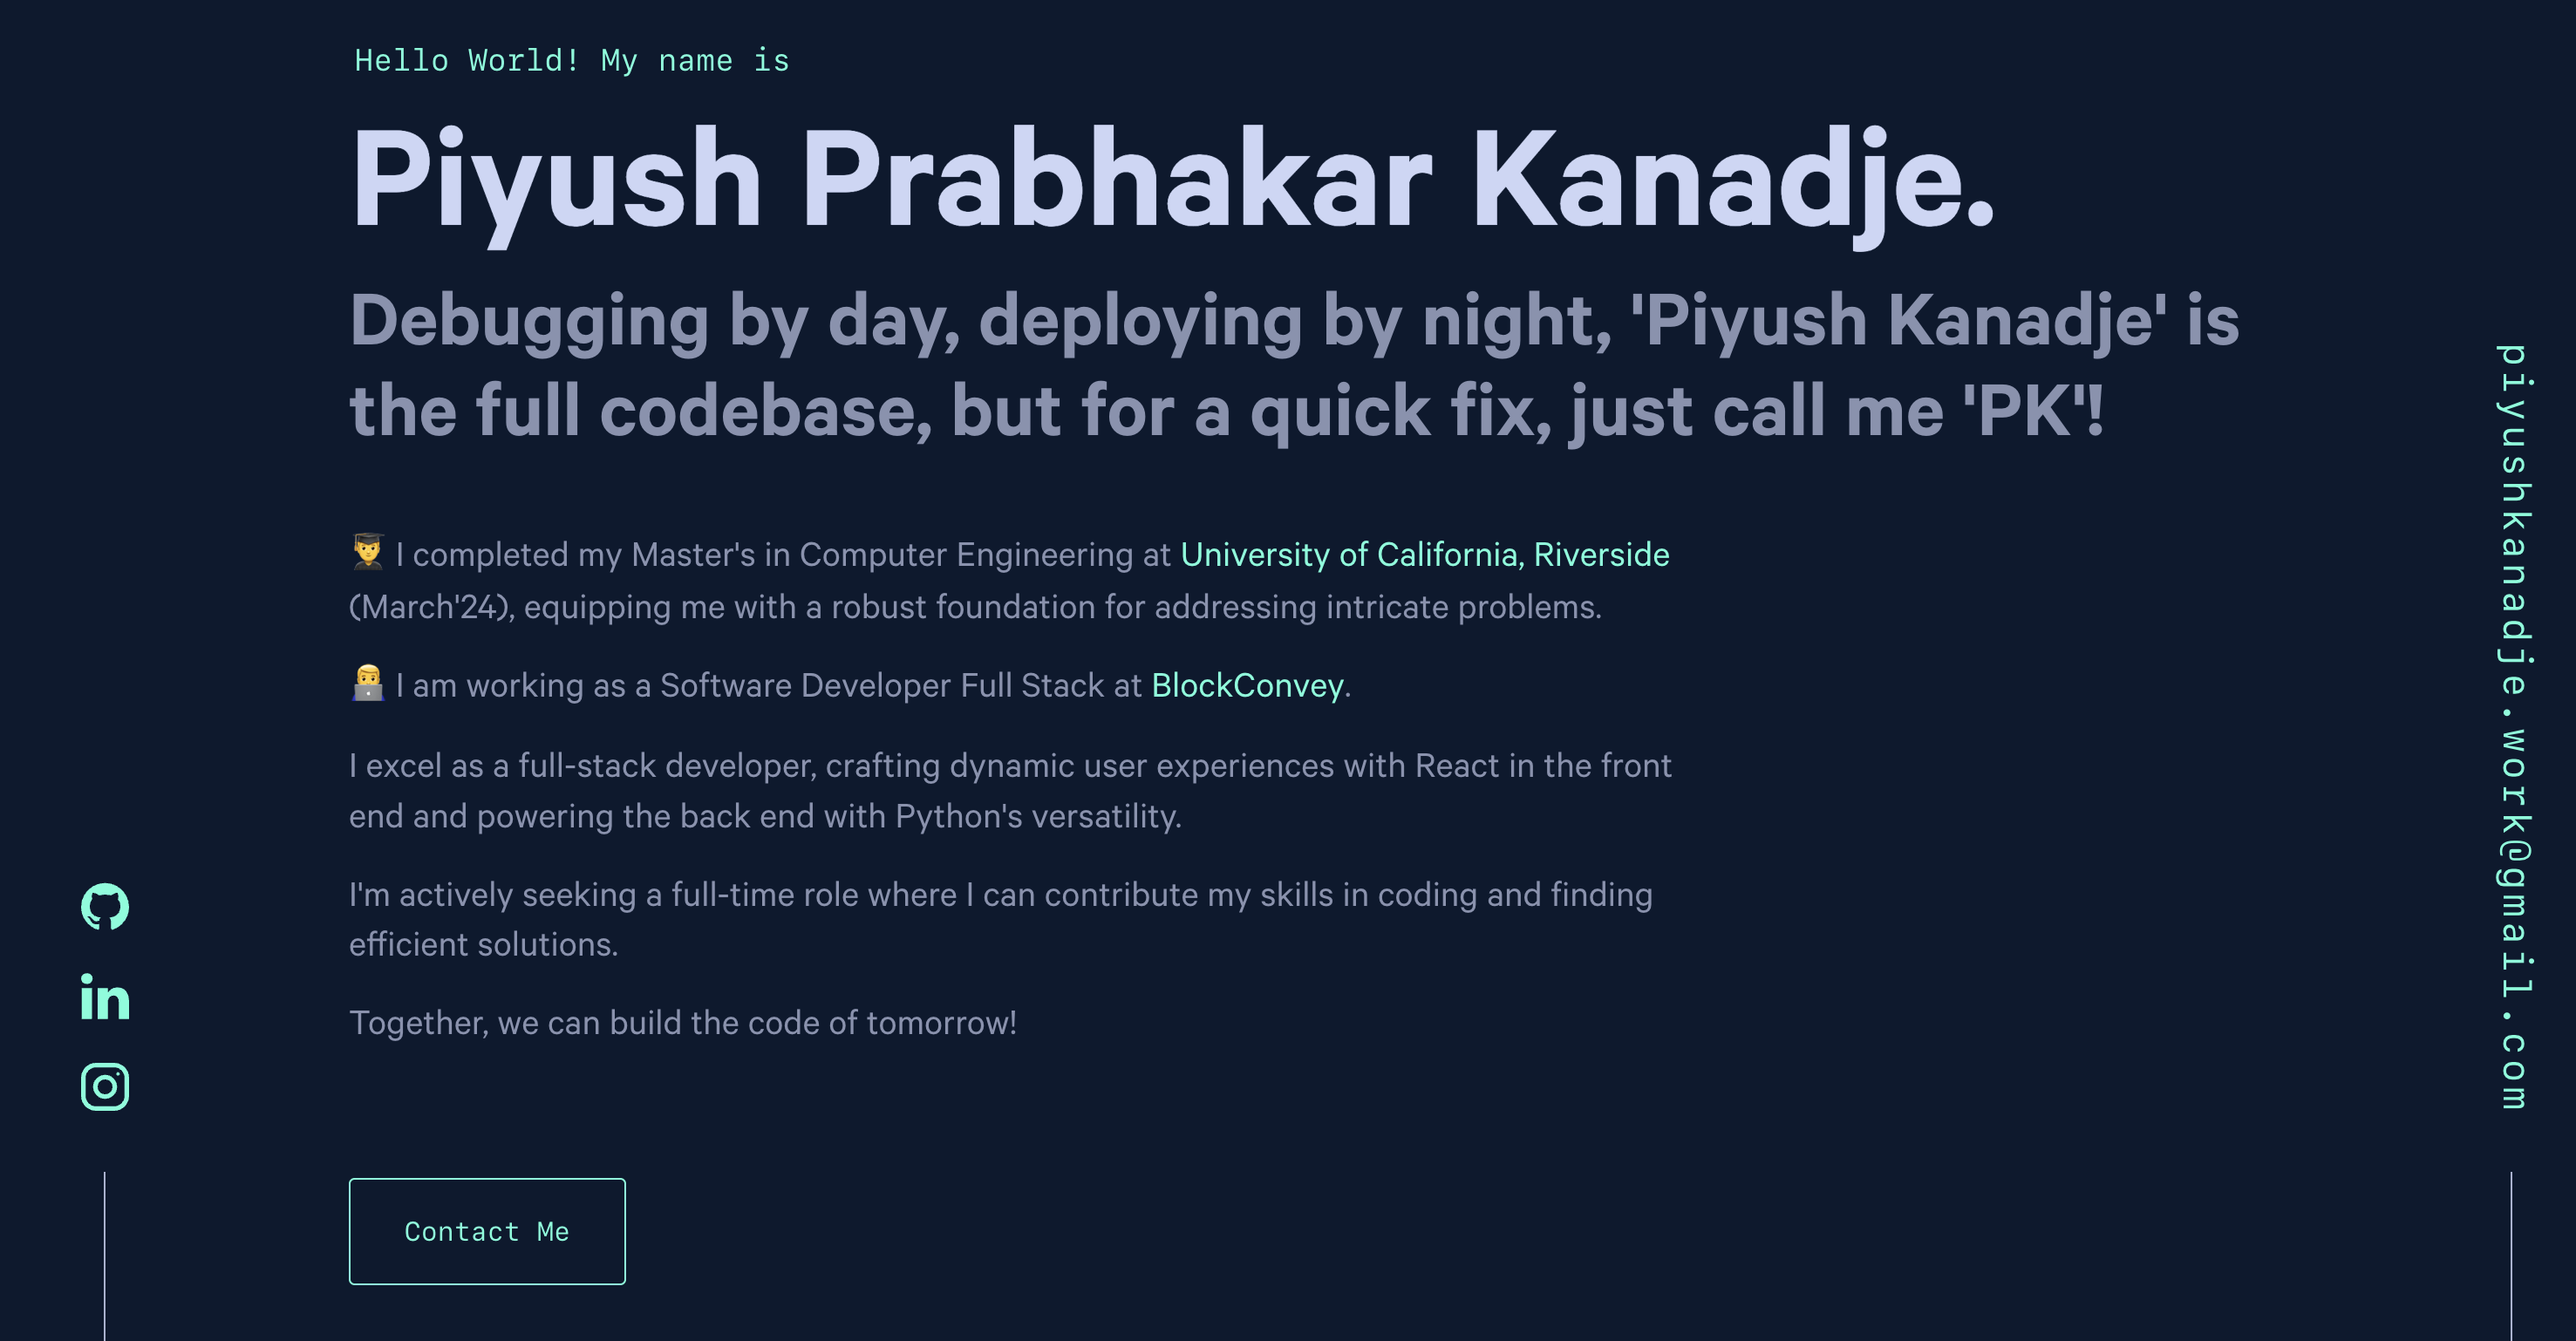 Hello World! My name is
Piyush Prabhakar Kanadje.
Debugging by day, deploying by night, 'Piyush Kanadje' is
the full codebase, but for a quick fix, just call me 'PK'!
I completed my Master's in Computer Engineering at University of California, Riverside
(March'24), equipping me with a robust foundation for addressing intricate problems.
I am working as a Software Developer Full Stack at BlockConvey.
I excel as a full-stack developer, crafting dynamic user experiences with React in the front
end and powering the back end with Python's versatility.
I'm actively seeking a full-time role where I can contribute my skills in coding and finding
efficient solutions.
Together, we can build the code of tomorrow!
Contact Me
in
piyushkanadje.work@gmail.com